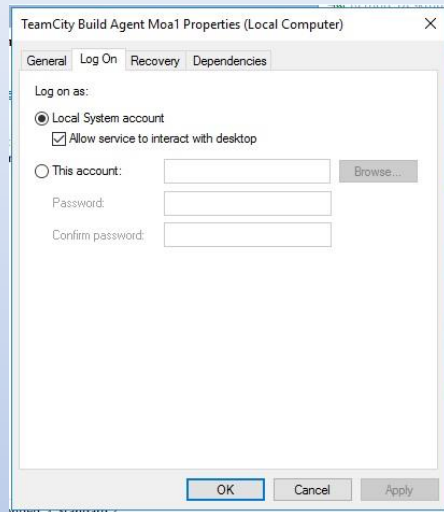 TeamCity Build Agent Moa1 Properties (Local Computer)
General Log On Recovery Dependencies
Log on as:
Local System account
Allow service to interact with desktop
This account:
Browse...
Password:
Confirm password:
OK Cancel Apply